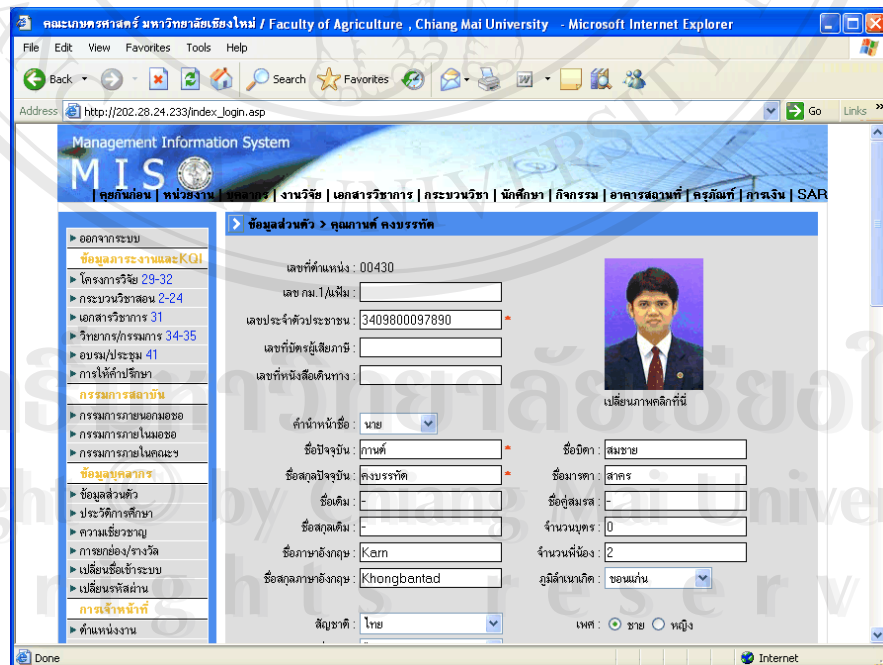 คณะเกษตรศาสตร์ มหาวิทยาลัยเชียงใหม่ / Faculty of Agriculture , Chiang Mai University - Microsoft Internet Explorer
File Edit View Favorites Tools Help
Back Search Favorites
Address http://202.28.24.233/index_login.asp Go Links »
Management Information System
MIS
| คุยกันก่อน | หน่วยงาน | บุคลากร | งานวิจัย | เอกสารวิชาการ | กระบวนวิชา | นักศึกษา | กิจกรรม | อาคารสถานที่ | ครุภัณฑ์ | การเงิน | SAR
ข้อมูลส่วนตัว > คุณกานต์ คงบรรทัด
ออกจากระบบ
ข้อมูลภาระงานและKQI
โครงการวิจัย 29-32
กระบวนวิชาสอน 2-24
เอกสารวิชาการ 31
วิทยากร/กรรมการ 34-35
อบรม/ประชุม 41
การให้คำปรึกษา
กรรมการสถาบัน
กรรมการภายนอกมอชอ
กรรมการภายในมอชอ
กรรมการภายในคณะฯ
ข้อมูลบุคลากร
ข้อมูลส่วนตัว
ประวัติการศึกษา
ความเชี่ยวชาญ
การยกย่อง/รางวัล
เปลี่ยนชื่อเข้าระบบ
เปลี่ยนรหัสผ่าน
การเจ้าหน้าที่
ตำแหน่งงาน
เลขที่ตำแหน่ง : 00430
เลข กม.1/แฟ้ม :
เลขประจำตัวประชาชน : 3409800097890 *
เลขที่บัตรผู้เสียภาษี :
เลขที่หนังสือเดินทาง :
เปลี่ยนภาพคลิกที่นี่
คำนำหน้าชื่อ : นาย
ชื่อปัจจุบัน : กานต์ * ชื่อบิดา : สมชาย
ชื่อสกุลปัจจุบัน : คงบรรทัด * ชื่อมารดา : สาคร
ชื่อเดิม : - ชื่อคู่สมรส : -
ชื่อสกุลเดิม : - จำนวนบุตร : 0
ชื่อภาษาอังกฤษ : Karn จำนวนพี่น้อง : 2
ชื่อสกุลภาษาอังกฤษ : Khongbantad ภูมิลำเนาเกิด : ขอนแก่น
สัญชาติ : ไทย เพศ : ชาย หญิง
Done Internet